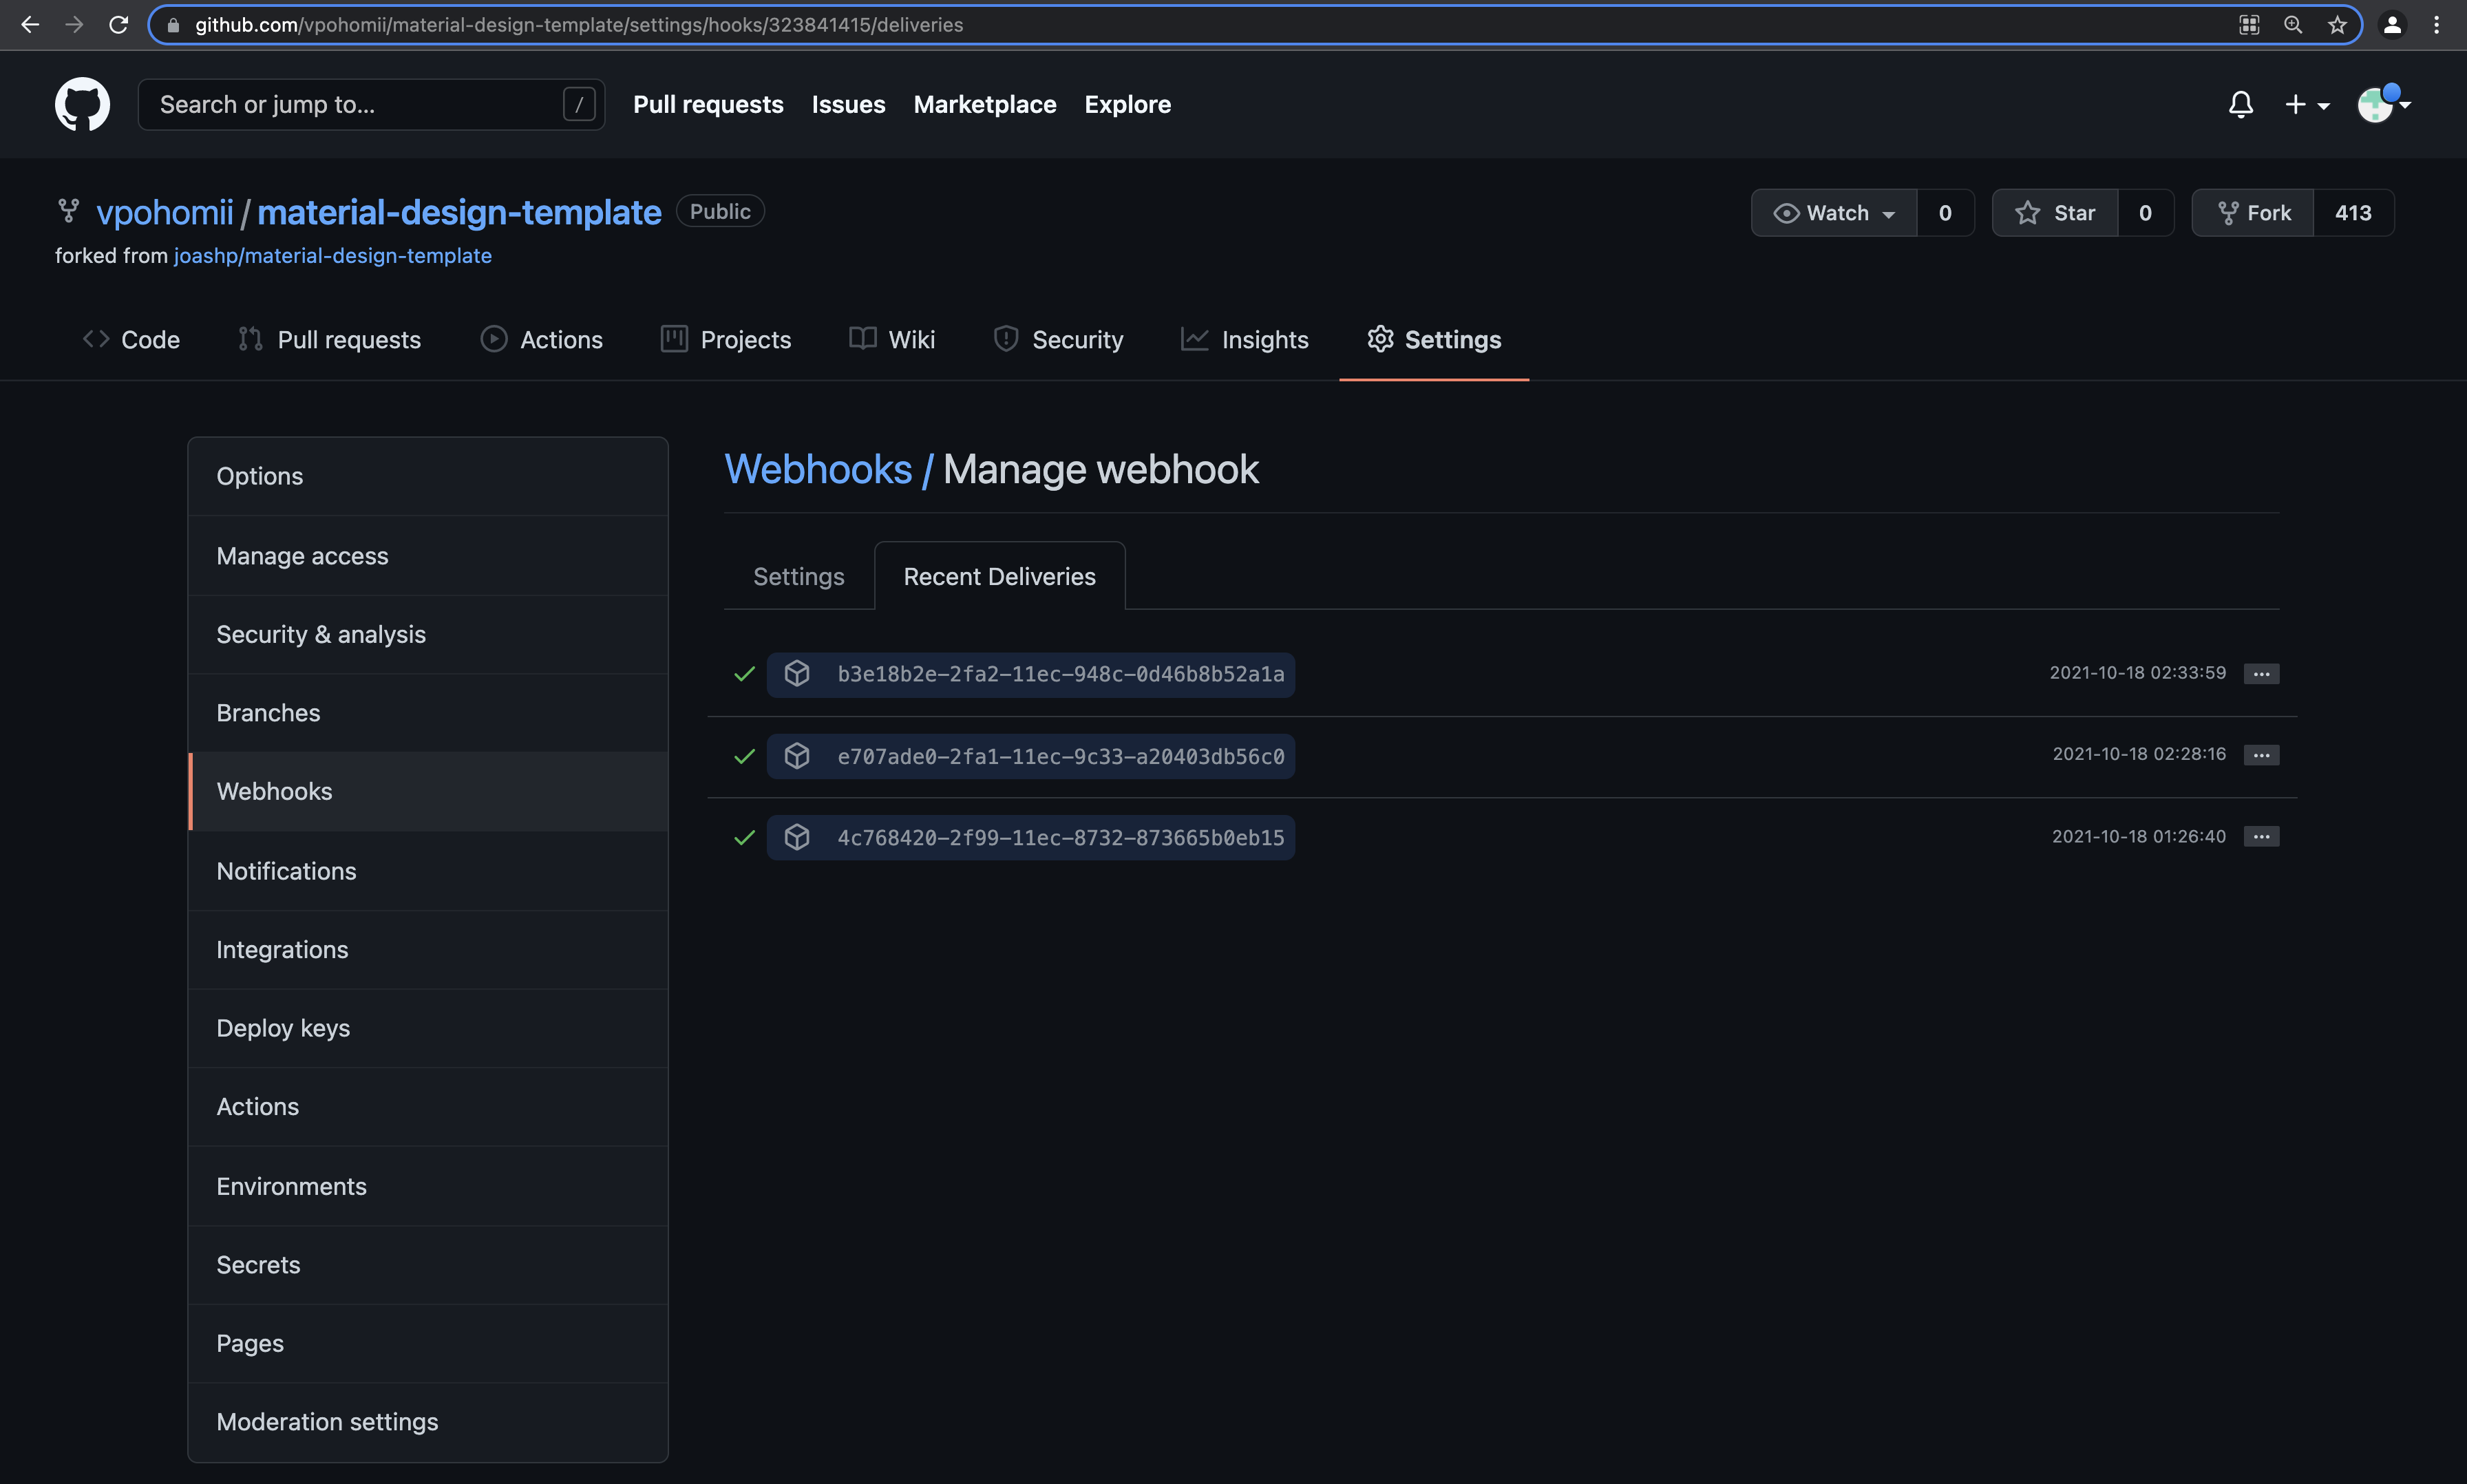 github.com/vpohomii/material-design-template/settings/hooks/323841415/deliveries
Search or jump to... /
Pull requests Issues Marketplace Explore
vpohomii / material-design-template Public
Watch 0 Star 0 Fork 413
forked from joashp/material-design-template
Code Pull requests Actions Projects Wiki Security Insights Settings
Options
Manage access
Security & analysis
Branches
Webhooks
Notifications
Integrations
Deploy keys
Actions
Environments
Secrets
Pages
Moderation settings
Webhooks / Manage webhook
Settings Recent Deliveries
b3e18b2e-2fa2-11ec-948c-0d46b8b52a1a 2021-10-18 02:33:59 ...
e707ade0-2fa1-11ec-9c33-a20403db56c0 2021-10-18 02:28:16 ...
4c768420-2f99-11ec-8732-873665b0eb15 2021-10-18 01:26:40 ...